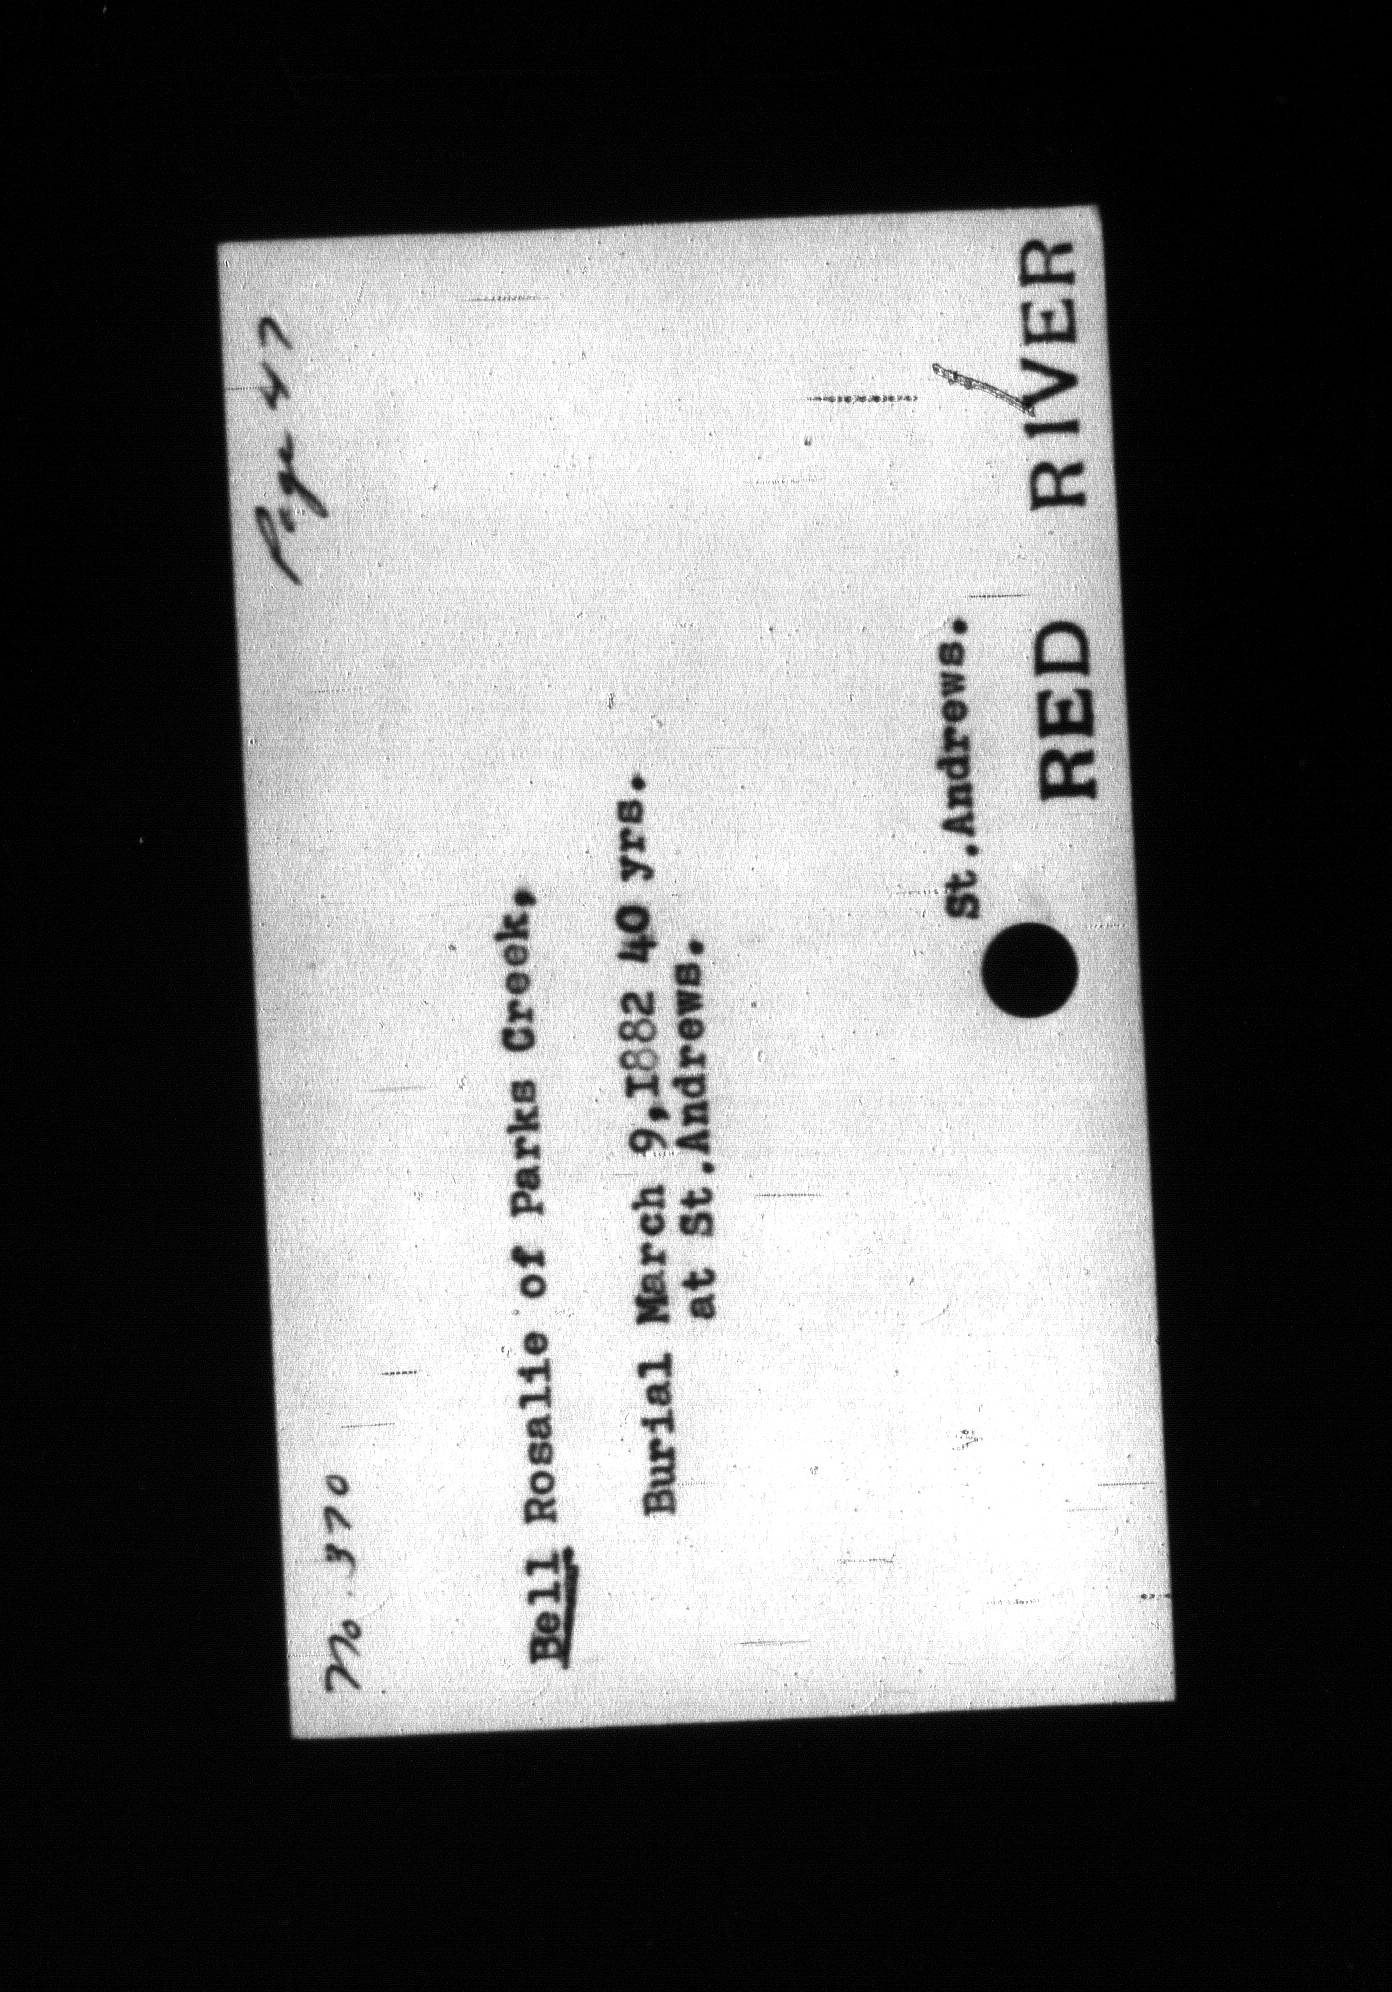 No. 370 Page 47
Bell Rosalie of Parks Creek,
Burial March 9,1882 40 yrs.
at St.Andrews.
St.Andrews.
RED RIVER